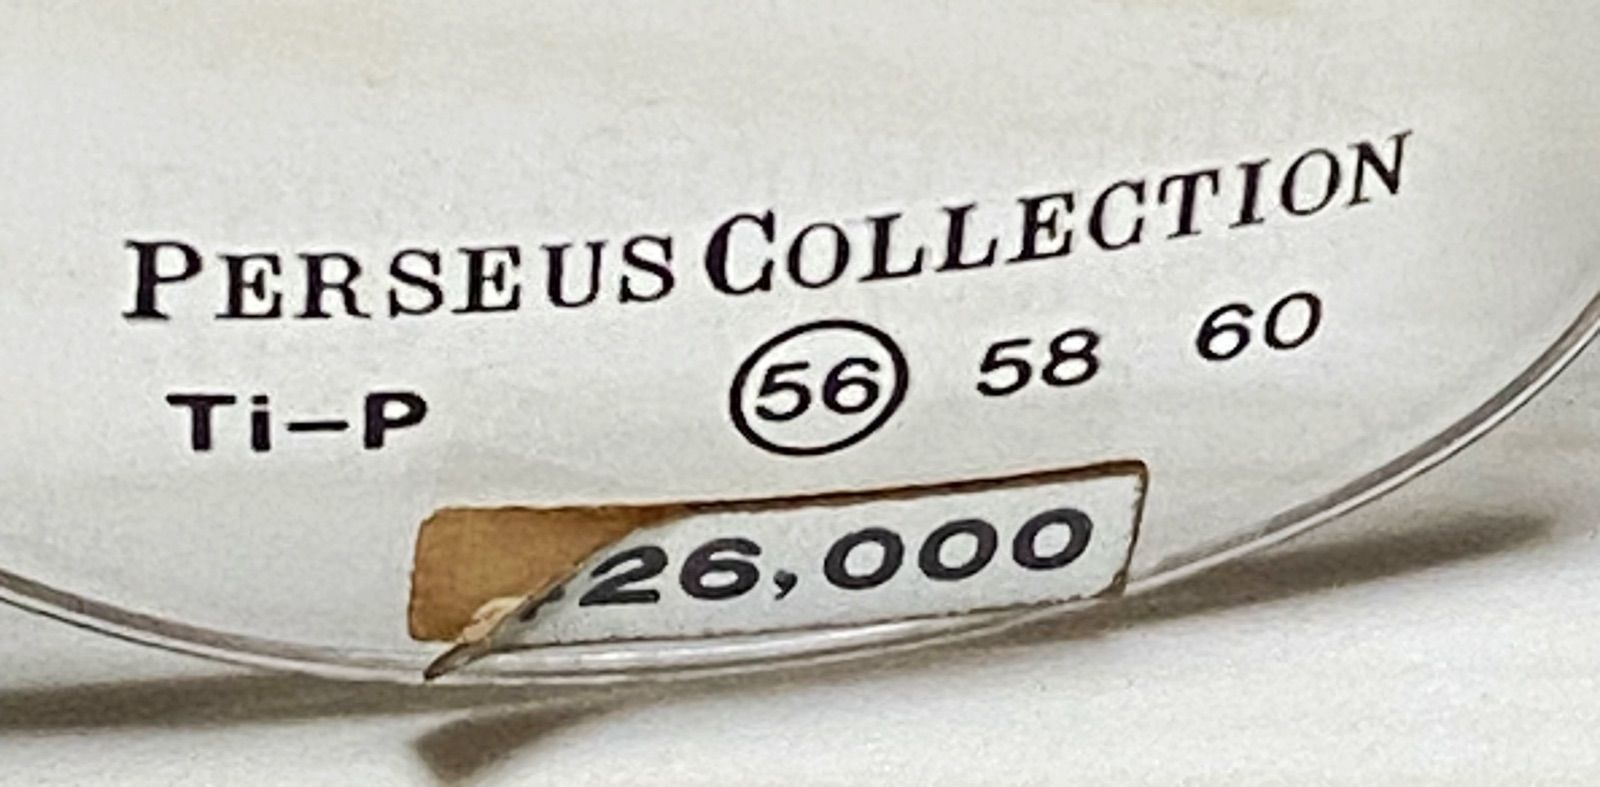 PERSEUS COLLECTION
Ti-P 56 58 60
26,000